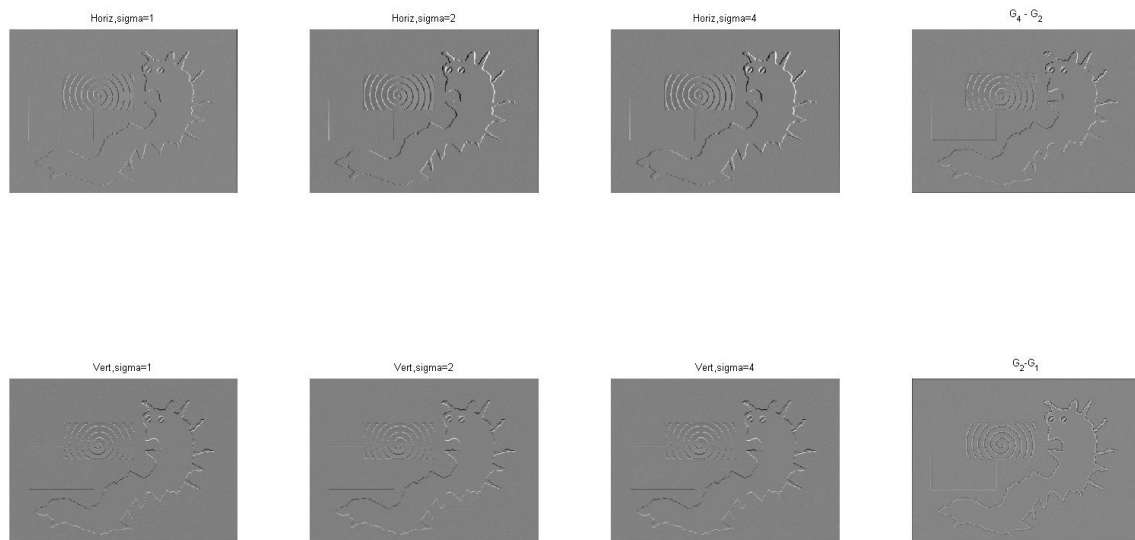 Horiz,sigma=1
Horiz,sigma=2
Horiz,sigma=4
G₄ - G₂
Vert,sigma=1
Vert,sigma=2
Vert,sigma=4
G₂-G₁